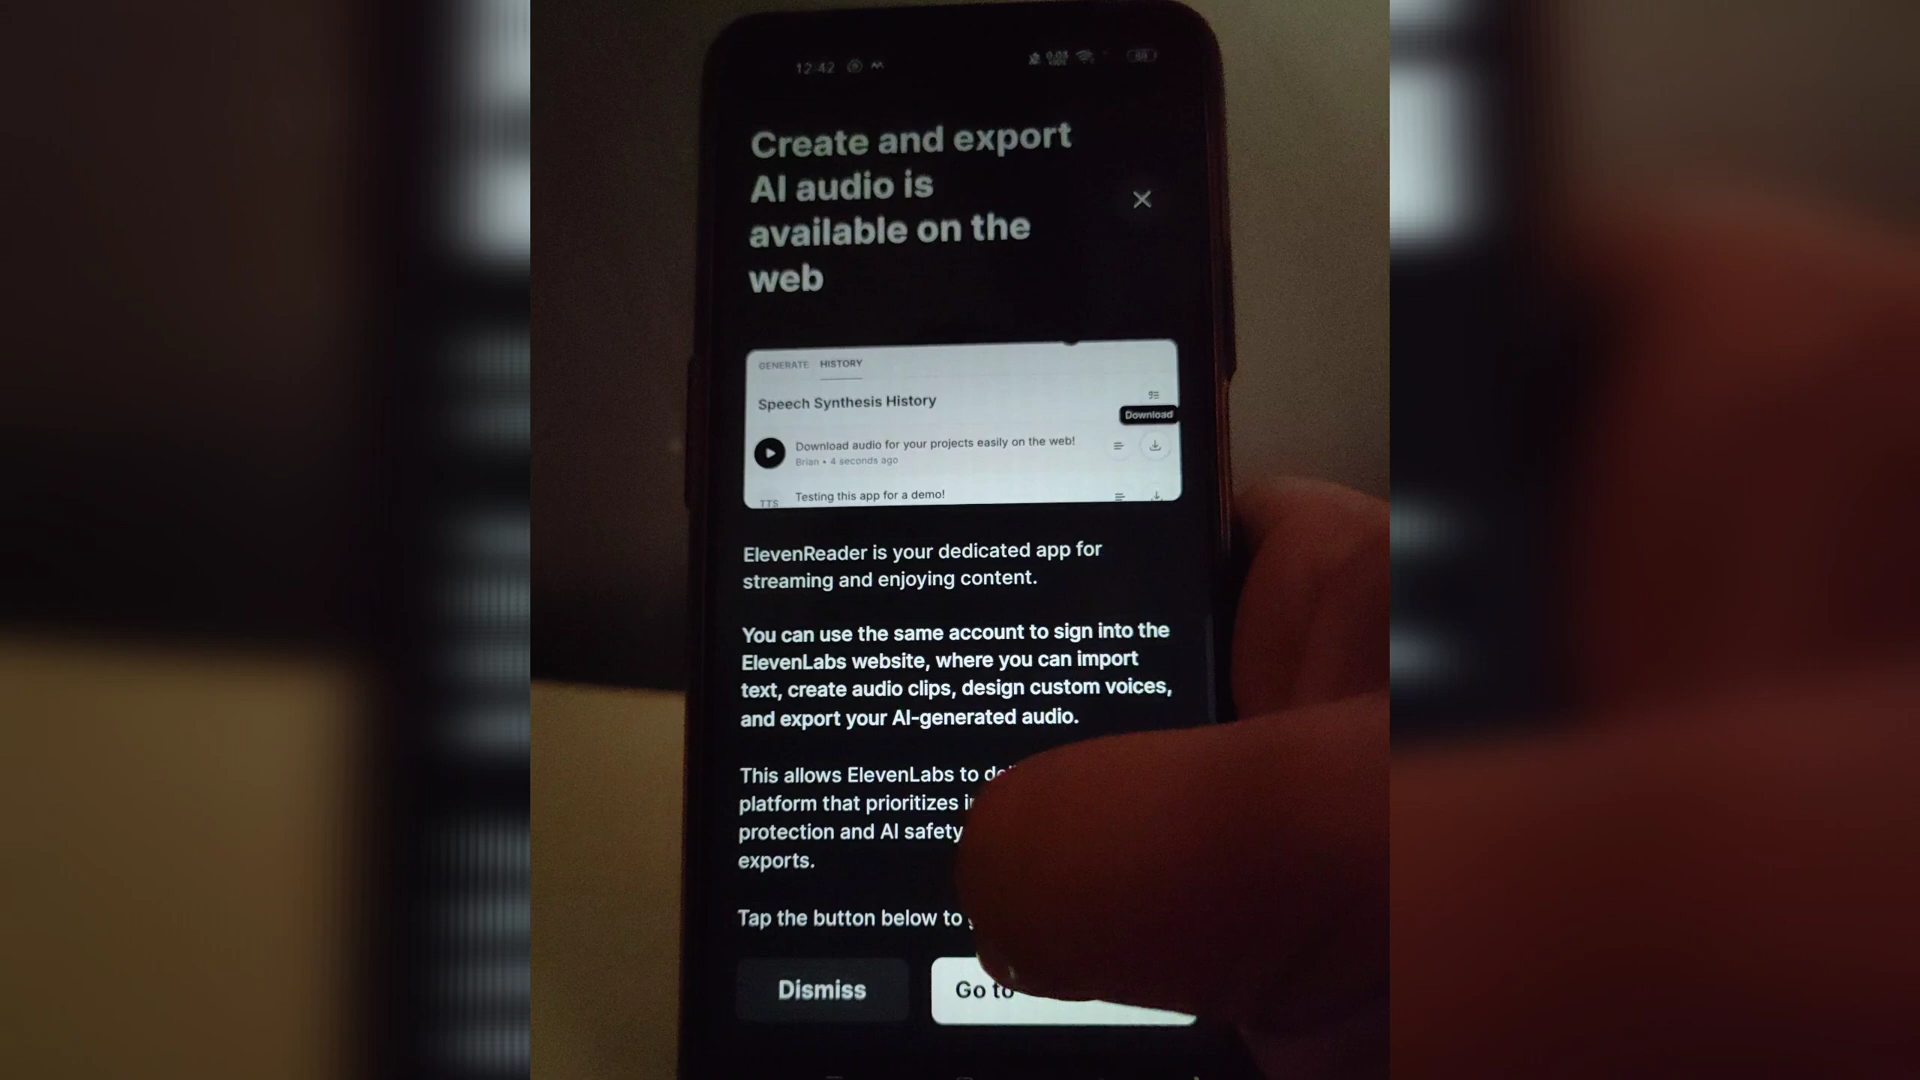 12:42
Create and export
AI audio is
available on the
web
GENERATE HISTORY
Speech Synthesis History
Download
Download audio for your projects easily on the web!
Brian • 4 seconds ago
TTS Testing this app for a demo!
ElevenReader is your dedicated app for
streaming and enjoying content.
You can use the same account to sign into the
ElevenLabs website, where you can import
text, create audio clips, design custom voices,
and export your AI-generated audio.
This allows ElevenLabs to
platform that prioritizes
protection and AI safety
exports.
Tap the button below to
Dismiss
Go to